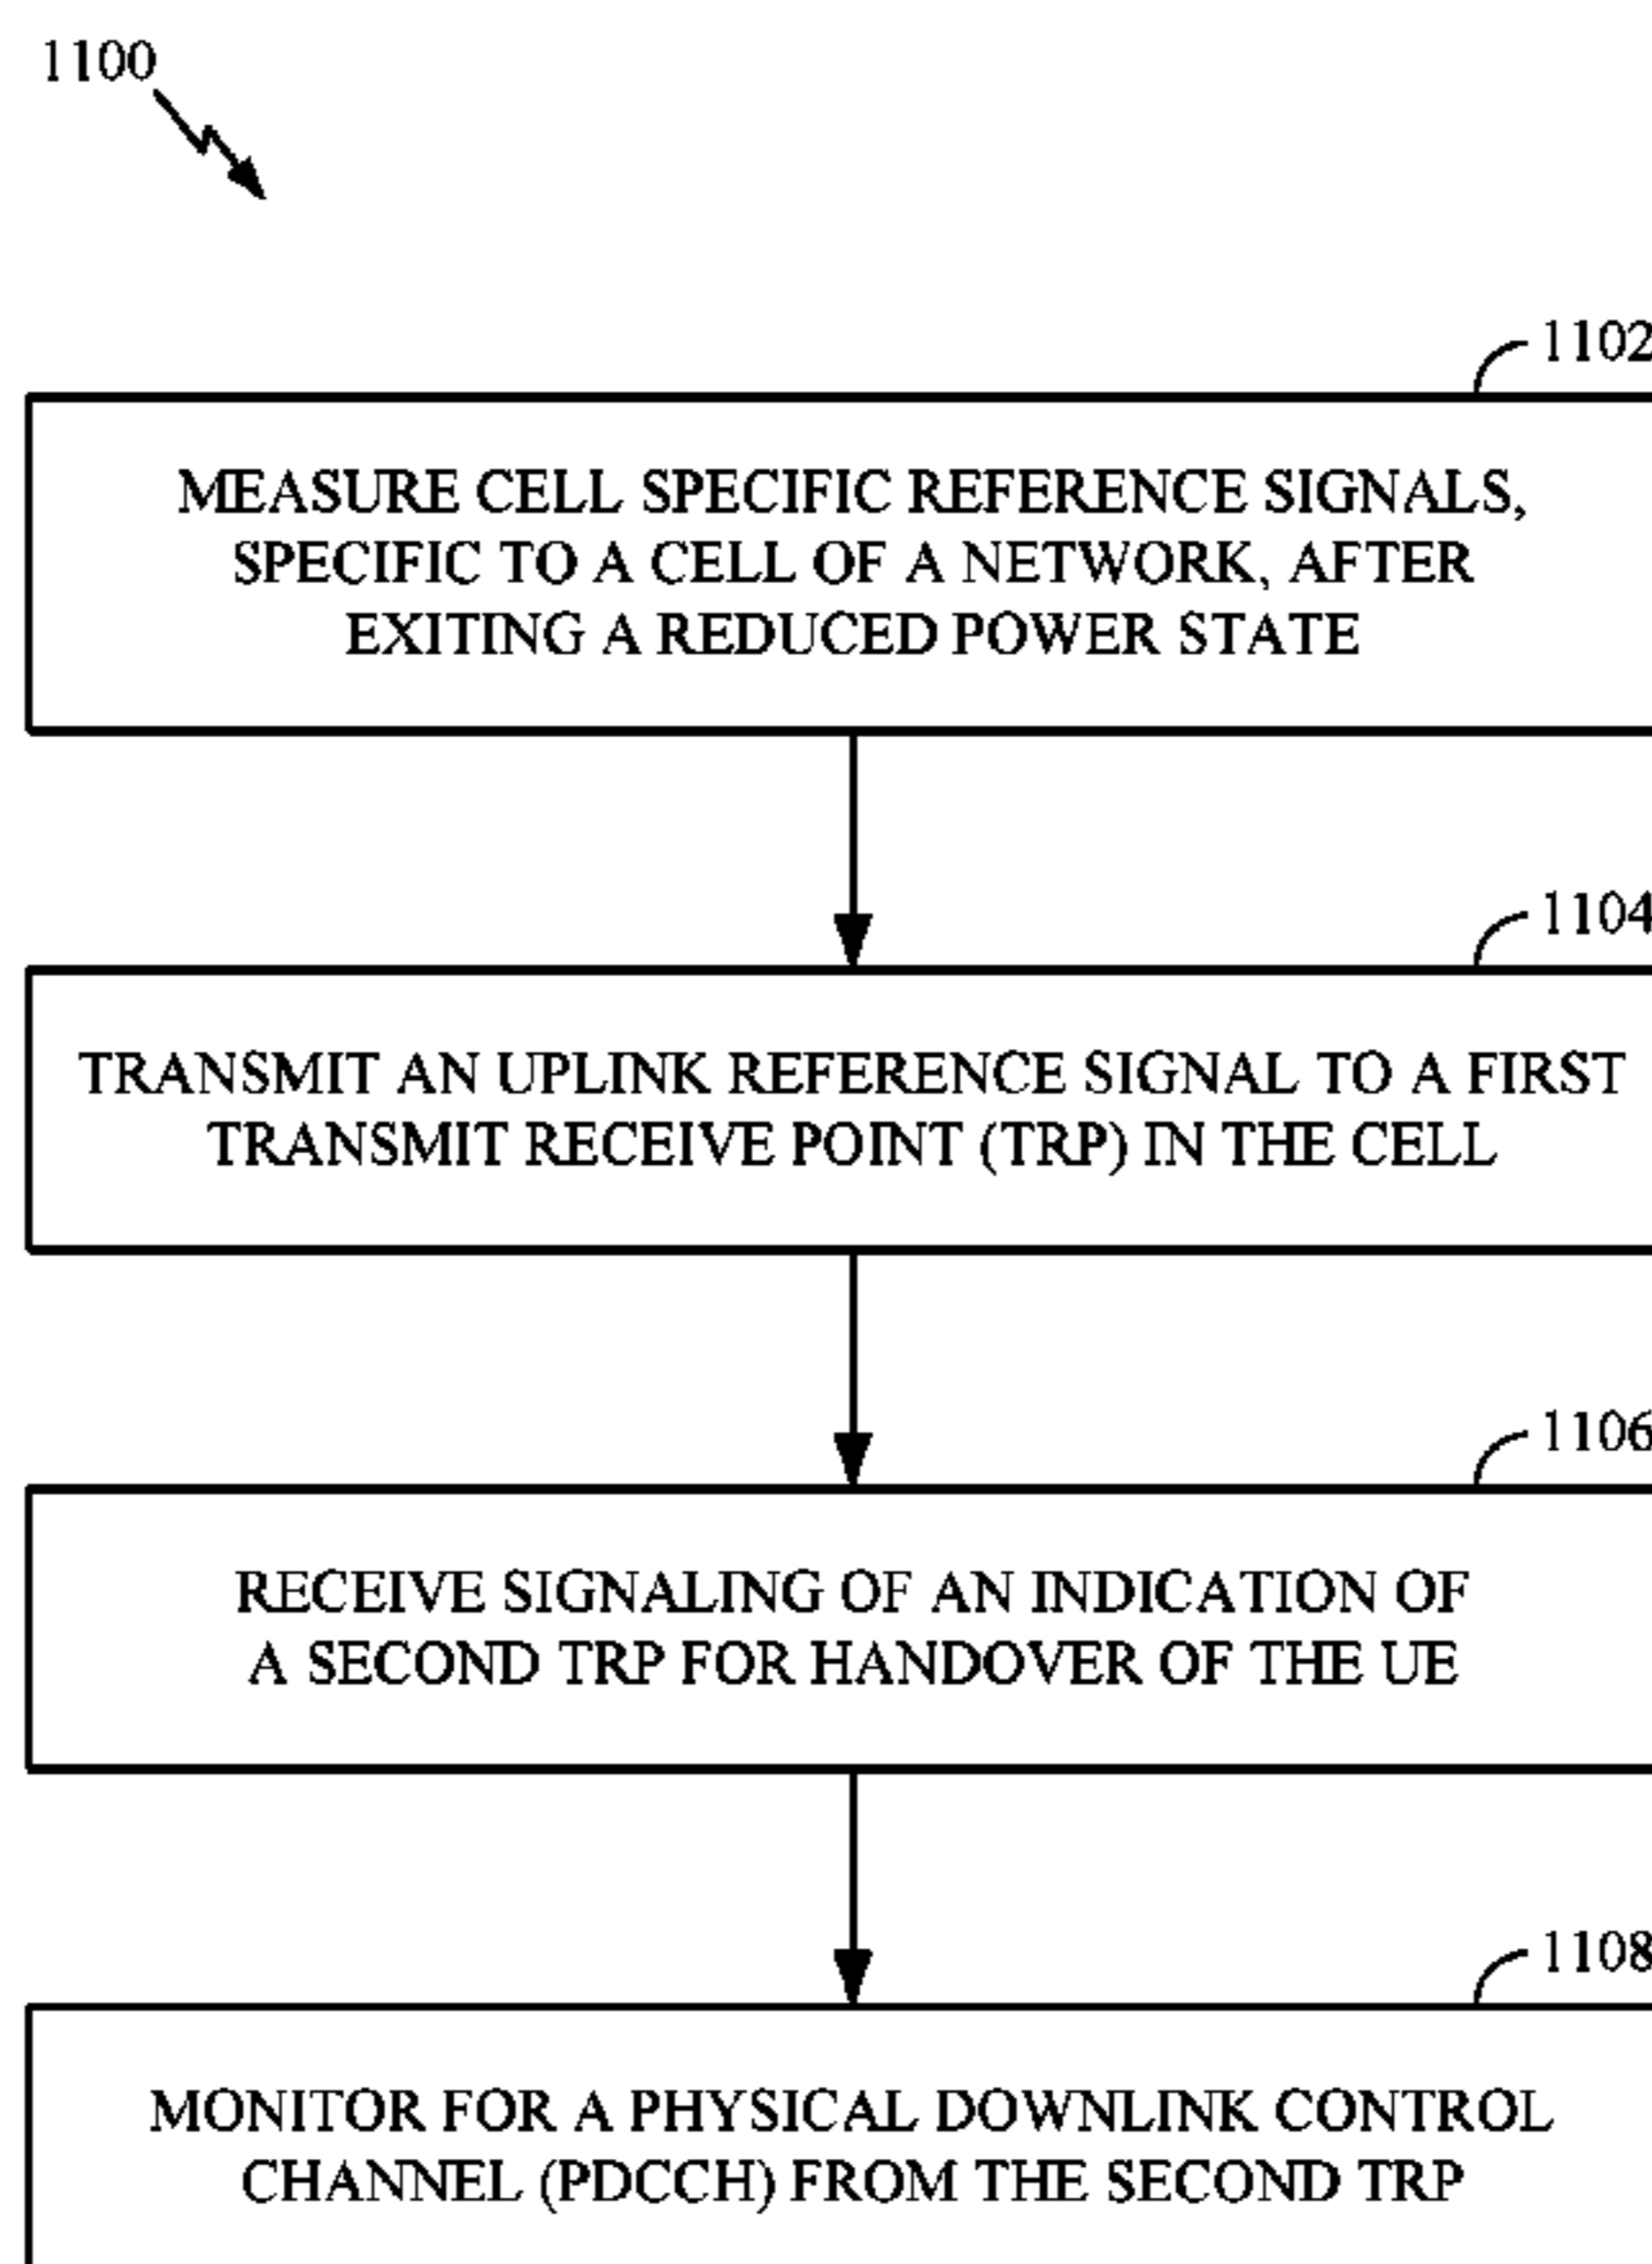 1100
1102
MEASURE CELL SPECIFIC REFERENCE SIGNALS,
SPECIFIC TO A CELL OF A NETWORK, AFTER
EXITING A REDUCED POWER STATE
1104
TRANSMIT AN UPLINK REFERENCE SIGNAL TO A FIRST
TRANSMIT RECEIVE POINT (TRP) IN THE CELL
1106
RECEIVE SIGNALING OF AN INDICATION OF
A SECOND TRP FOR HANDOVER OF THE UE
1108
MONITOR FOR A PHYSICAL DOWNLINK CONTROL
CHANNEL (PDCCH) FROM THE SECOND TRP